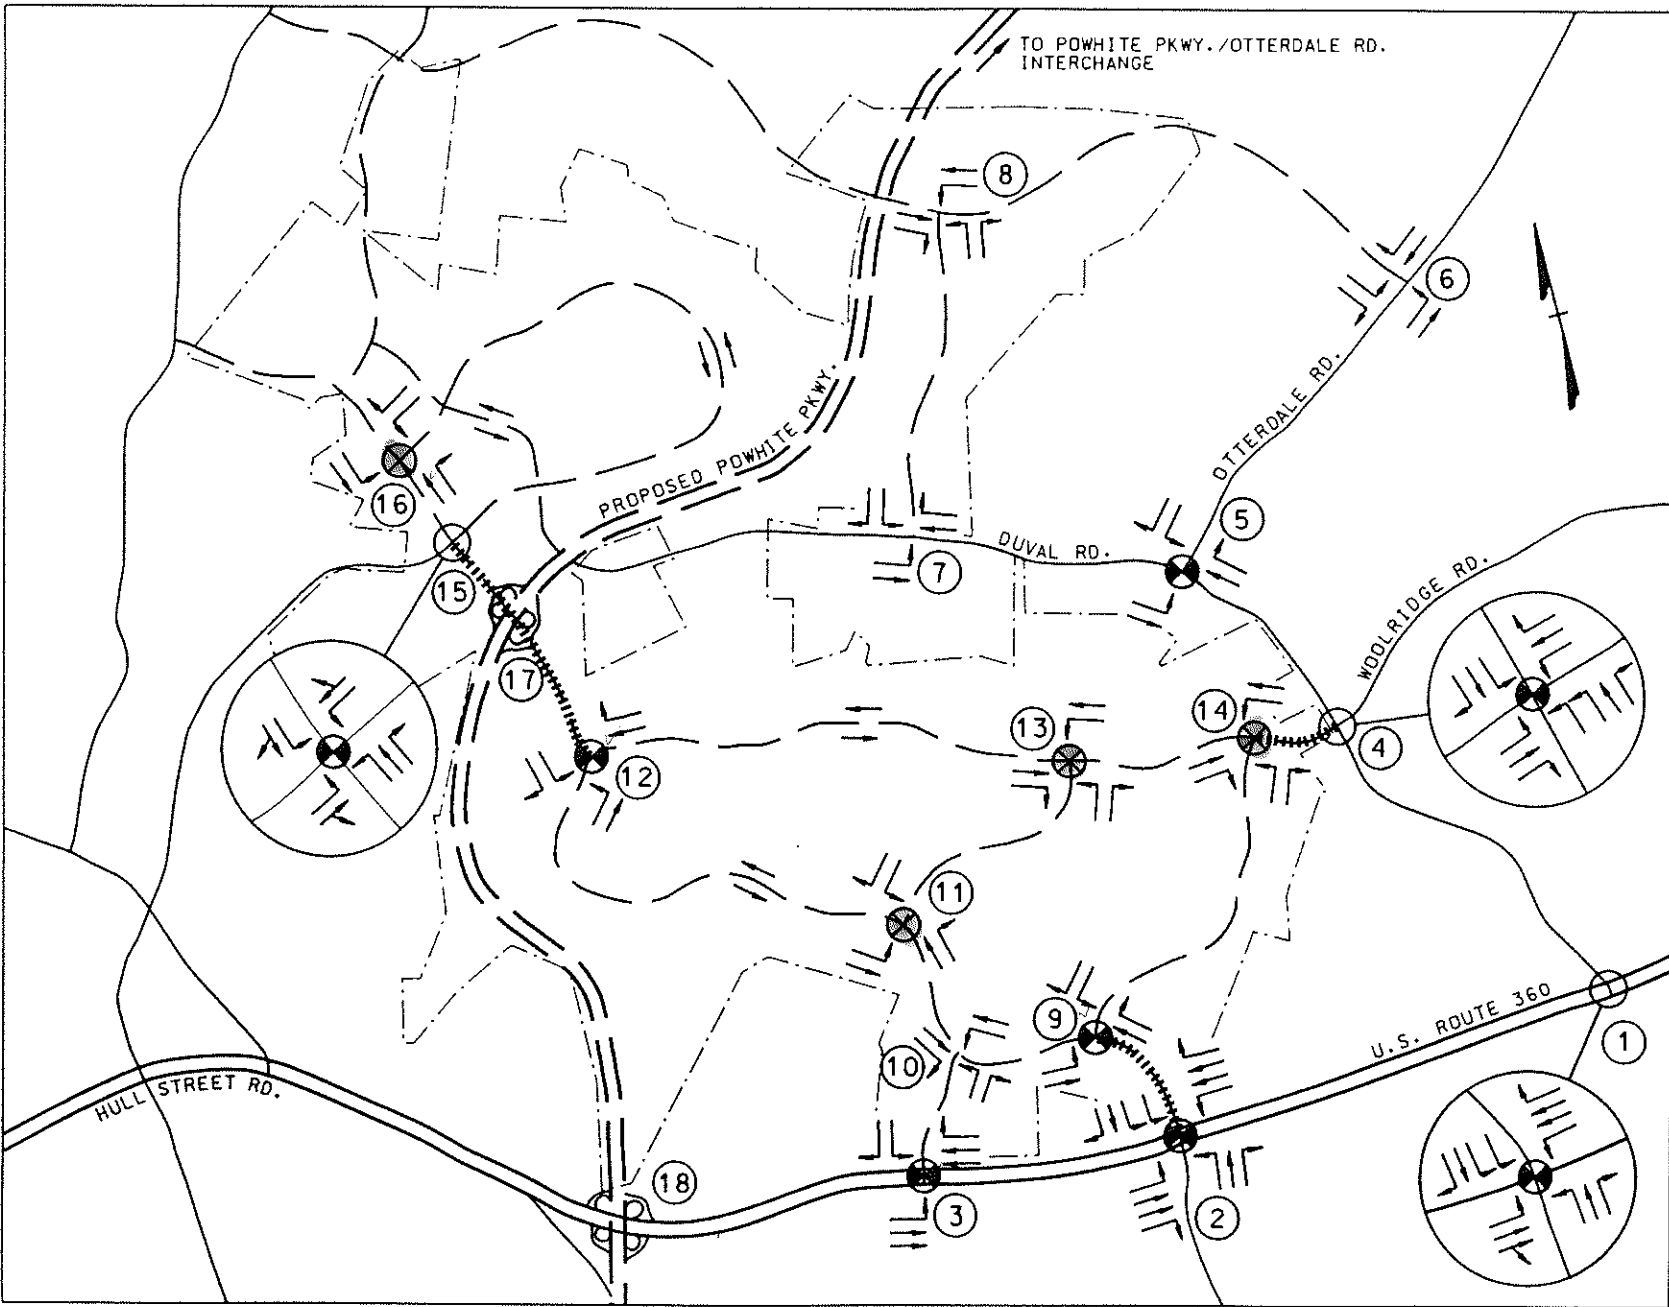 TO POWHITE PKWY./OTTERDALE RD.
INTERCHANGE
8
6
OTTERDALE RD.
PROPOSED POWHITE PKWY.
16
5
DUVAL RD.
7
WOOLRIDGE RD.
15
17
14
13
4
12
11
9
U.S. ROUTE 360
1
10
HULL STREET RD.
18
3
2